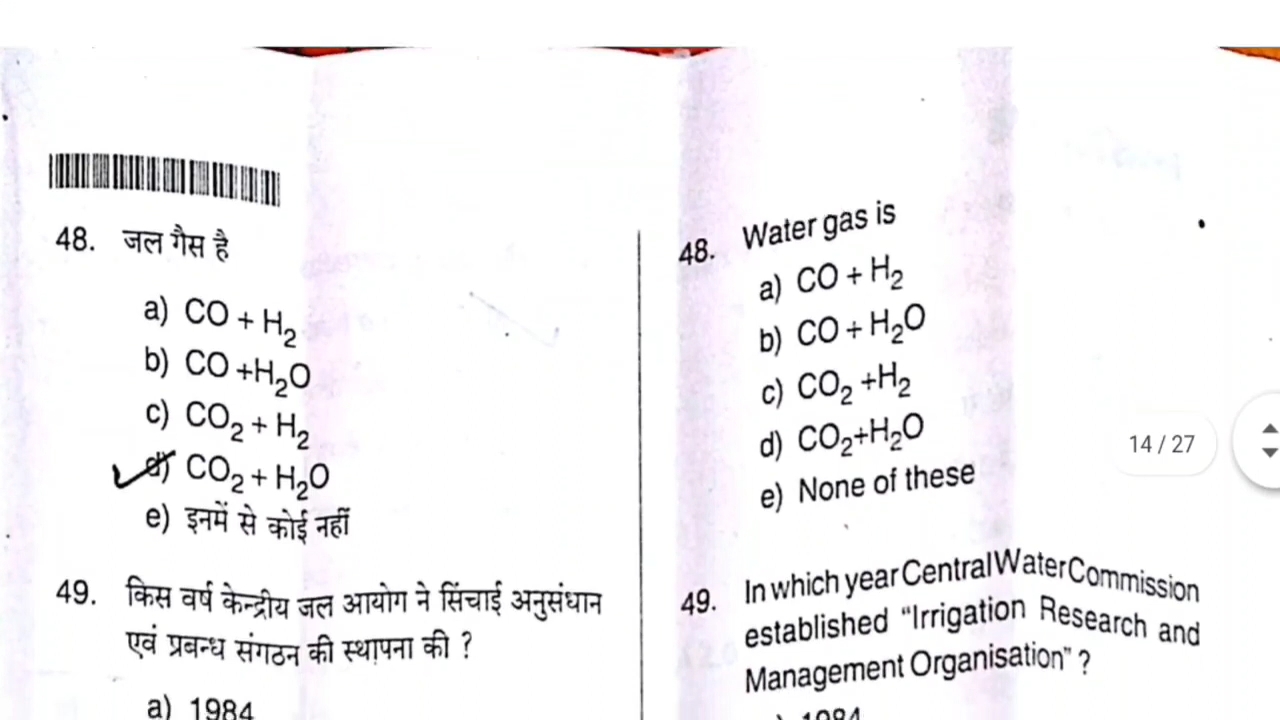 48. जल गैस है
a) CO + H₂
b) CO +H₂O
c) CO₂ + H₂
d) CO₂ + H₂O
e) इनमें से कोई नहीं
49. किस वर्ष केन्द्रीय जल आयोग ने सिंचाई अनुसंधान
एवं प्रबन्ध संगठन की स्थापना की ?
a) 1984
48. Water gas is
a) CO + H₂
b) CO + H₂O
c) CO₂ +H₂
d) CO₂+H₂O
e) None of these
49. In which year Central Water Commission
established “Irrigation Research and
Management Organisation” ?
a) 1984
14 / 27